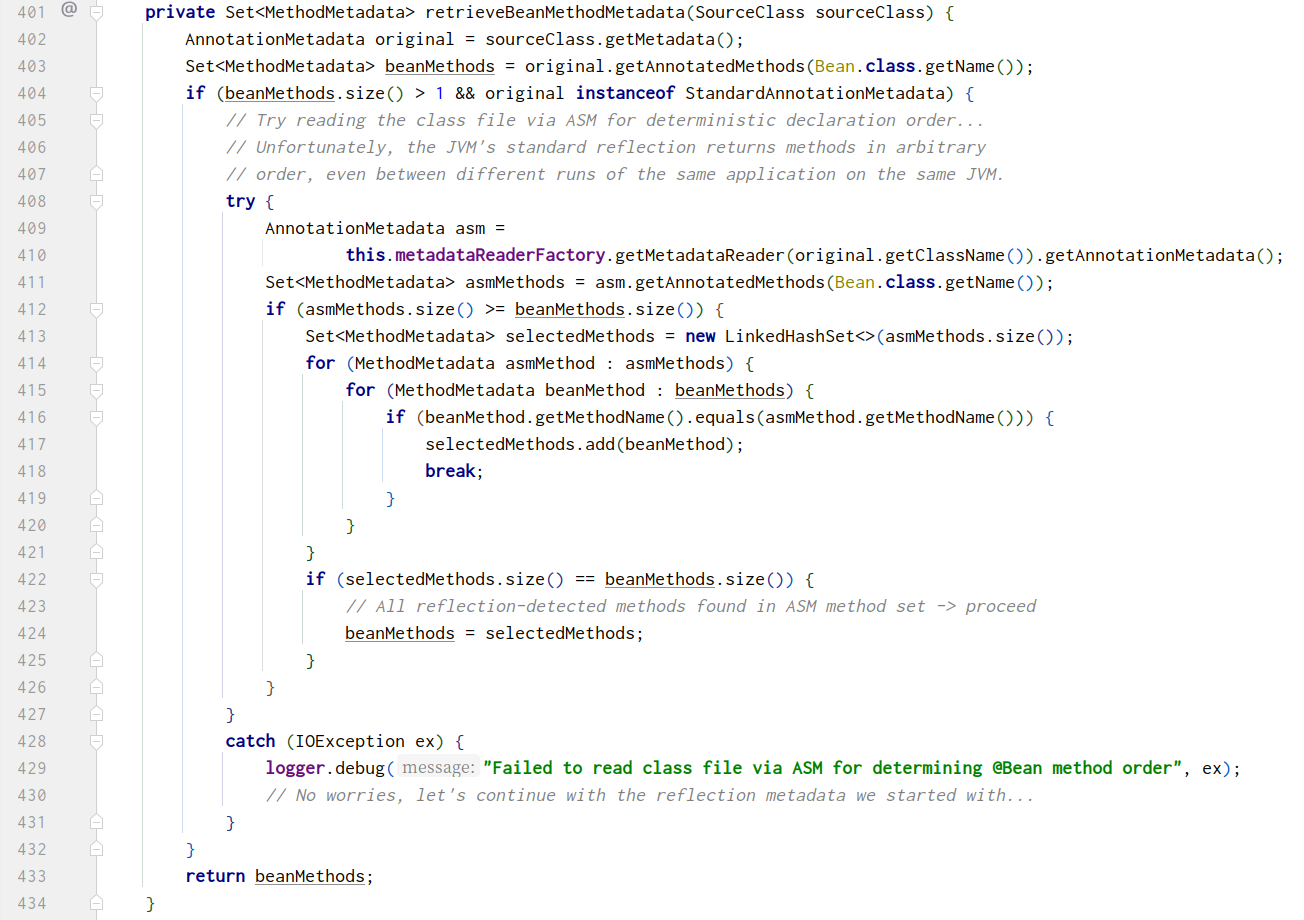 401 @ private Set<MethodMetadata> retrieveBeanMethodMetadata(SourceClass sourceClass) {
402 AnnotationMetadata original = sourceClass.getMetadata();
403 Set<MethodMetadata> beanMethods = original.getAnnotatedMethods(Bean.class.getName());
404 if (beanMethods.size() > 1 && original instanceof StandardAnnotationMetadata) {
405 // Try reading the class file via ASM for deterministic declaration order...
406 // Unfortunately, the JVM's standard reflection returns methods in arbitrary
407 // order, even between different runs of the same application on the same JVM.
408 try {
409 AnnotationMetadata asm =
410 this.metadataReaderFactory.getMetadataReader(original.getClassName()).getAnnotationMetadata();
411 Set<MethodMetadata> asmMethods = asm.getAnnotatedMethods(Bean.class.getName());
412 if (asmMethods.size() >= beanMethods.size()) {
413 Set<MethodMetadata> selectedMethods = new LinkedHashSet<>(asmMethods.size());
414 for (MethodMetadata asmMethod : asmMethods) {
415 for (MethodMetadata beanMethod : beanMethods) {
416 if (beanMethod.getMethodName().equals(asmMethod.getMethodName())) {
417 selectedMethods.add(beanMethod);
418 break;
419 }
420 }
421 }
422 if (selectedMethods.size() == beanMethods.size()) {
423 // All reflection-detected methods found in ASM method set -> proceed
424 beanMethods = selectedMethods;
425 }
426 }
427 }
428 catch (IOException ex) {
429 logger.debug( message: "Failed to read class file via ASM for determining @Bean method order", ex);
430 // No worries, let's continue with the reflection metadata we started with...
431 }
432 }
433 return beanMethods;
434 }